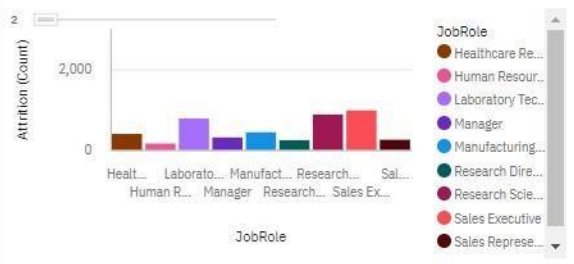 2
Attrition (Count)
2,000
0
Healt...
Laborato...
Manufact...
Research...
Sal...
Human R...
Manager
Research...
Sales Ex...
JobRole
JobRole
Healthcare Re...
Human Resour..
Laboratory Tec..
Manager
Manufacturing...
Research Dire...
Research Scie...
Sales Executive
Sales Represe...